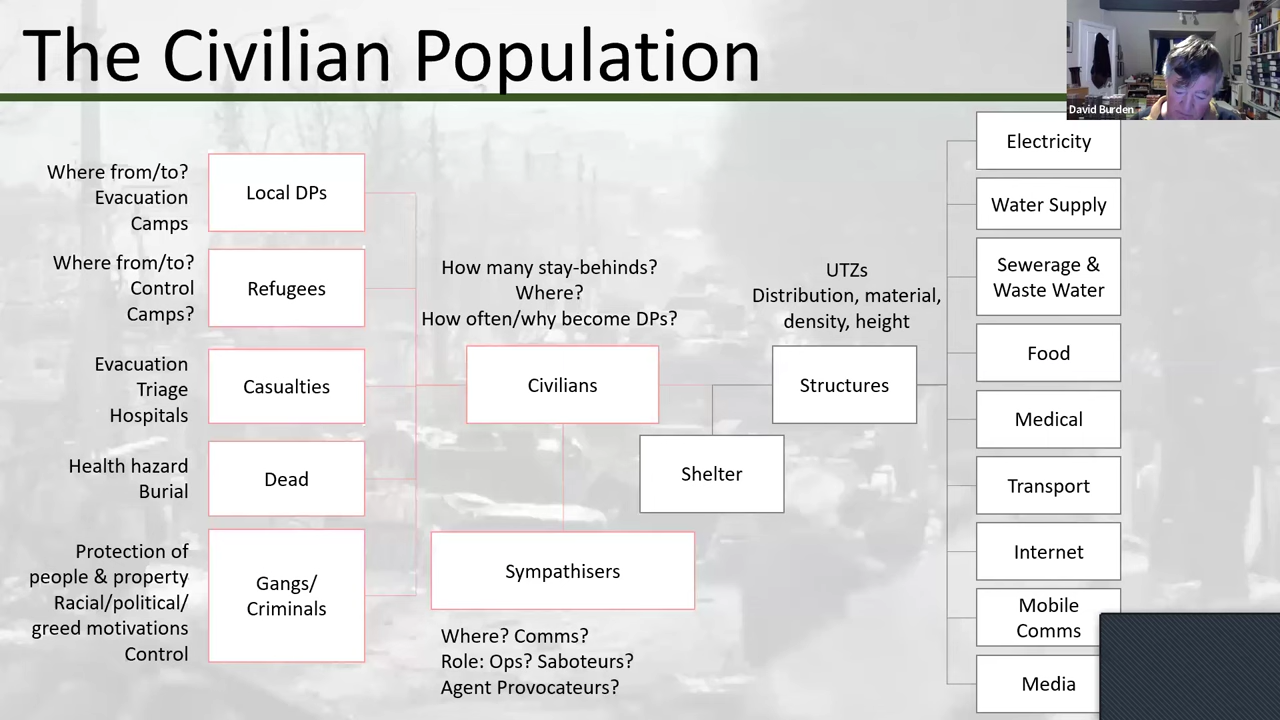 The Civilian Population
David Burden
Where from/to?
Evacuation
Camps
Local DPs
Where from/to?
Control
Camps?
Refugees
Evacuation
Triage
Hospitals
Casualties
Health hazard
Burial
Dead
Protection of
people & property
Racial/political/
greed motivations
Control
Gangs/
Criminals
How many stay-behinds?
Where?
How often/why become DPs?
Civilians
Sympathisers
Where? Comms?
Role: Ops? Saboteurs?
Agent Provocateurs?
UTZs
Distribution, material,
density, height
Structures
Shelter
Electricity
Water Supply
Sewerage &
Waste Water
Food
Medical
Transport
Internet
Mobile
Comms
Media